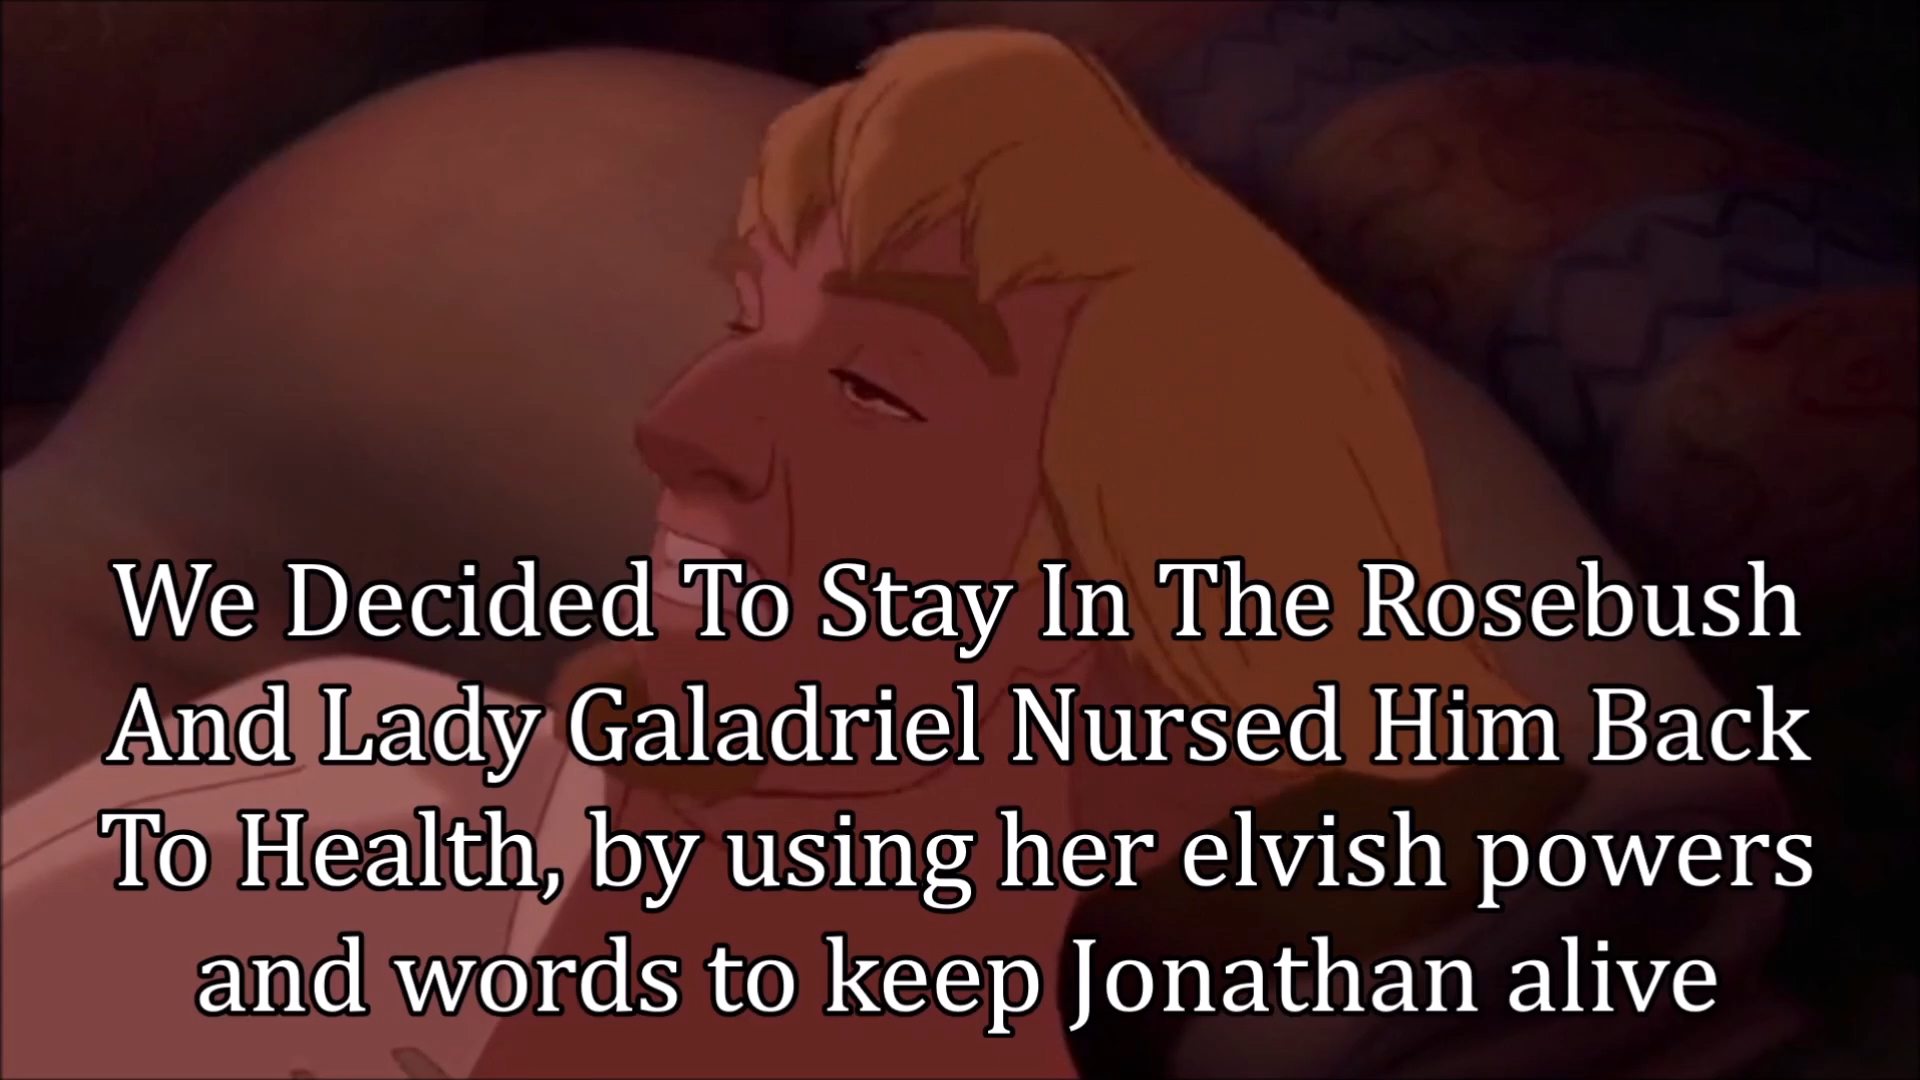 We Decided To Stay In The Rosebush
And Lady Galadriel Nursed Him Back
To Health, by using her elvish powers
and words to keep Jonathan alive